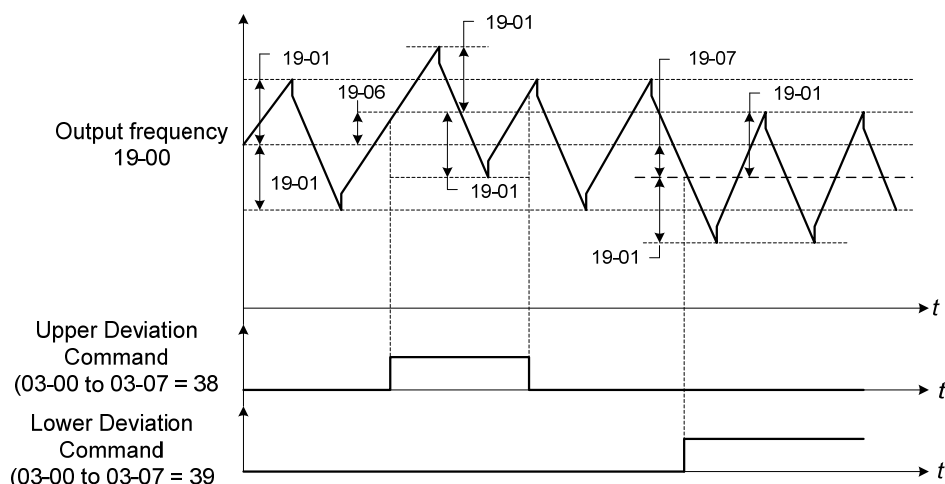 19-01
19-01
19-07
19-06
19-01
Output frequency
19-00
19-01
19-01
19-01
t
Upper Deviation
Command
(03-00 to 03-07 = 38
t
Lower Deviation
Command
(03-00 to 03-07 = 39
t